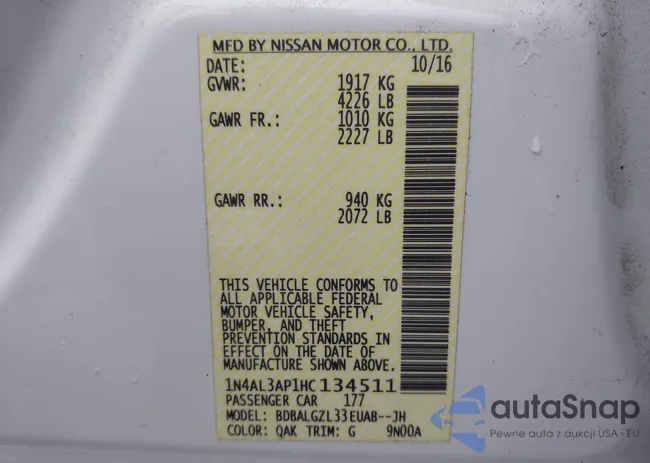 MFD BY NISSAN MOTOR CO., LTD.
DATE: 10/16
GVWR: 1917 KG
4226 LB
GAWR FR.: 1010 KG
2227 LB
GAWR RR.: 940 KG
2072 LB
THIS VEHICLE CONFORMS TO
ALL APPLICABLE FEDERAL
MOTOR VEHICLE SAFETY,
BUMPER, AND THEFT
PREVENTION STANDARDS IN
EFFECT ON THE DATE OF
MANUFACTURE SHOWN ABOVE.
1N4AL3AP1HC134511
PASSENGER CAR 177
MODEL: BDBALGZL33EUAB--JH
COLOR: QAK TRIM: G 9N00A
autoSnap
Pewne auto z aukcji USA i EU